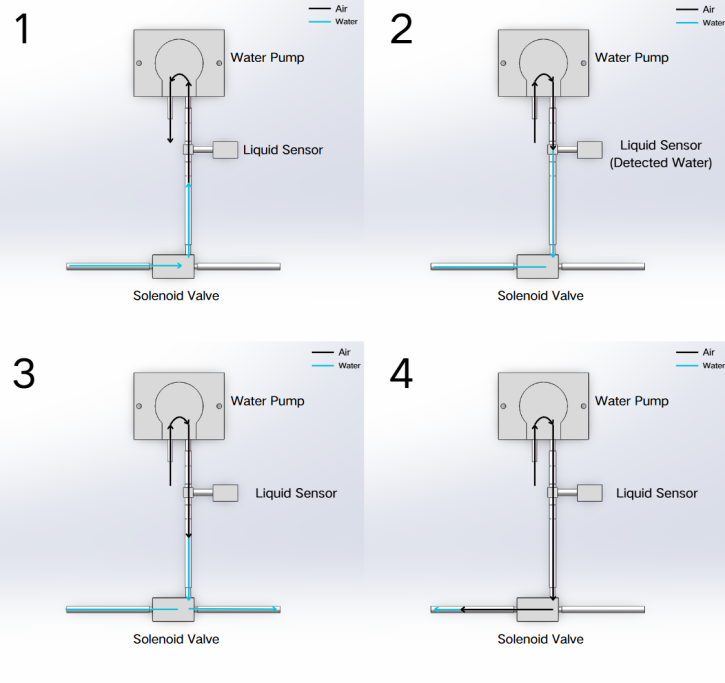 1
Air
Water
Water Pump
Liquid Sensor
Solenoid Valve
2
Air
Water
Water Pump
Liquid Sensor
(Detected Water)
Solenoid Valve
3
Air
Water
Water Pump
Liquid Sensor
Solenoid Valve
4
Air
Water
Water Pump
Liquid Sensor
Solenoid Valve